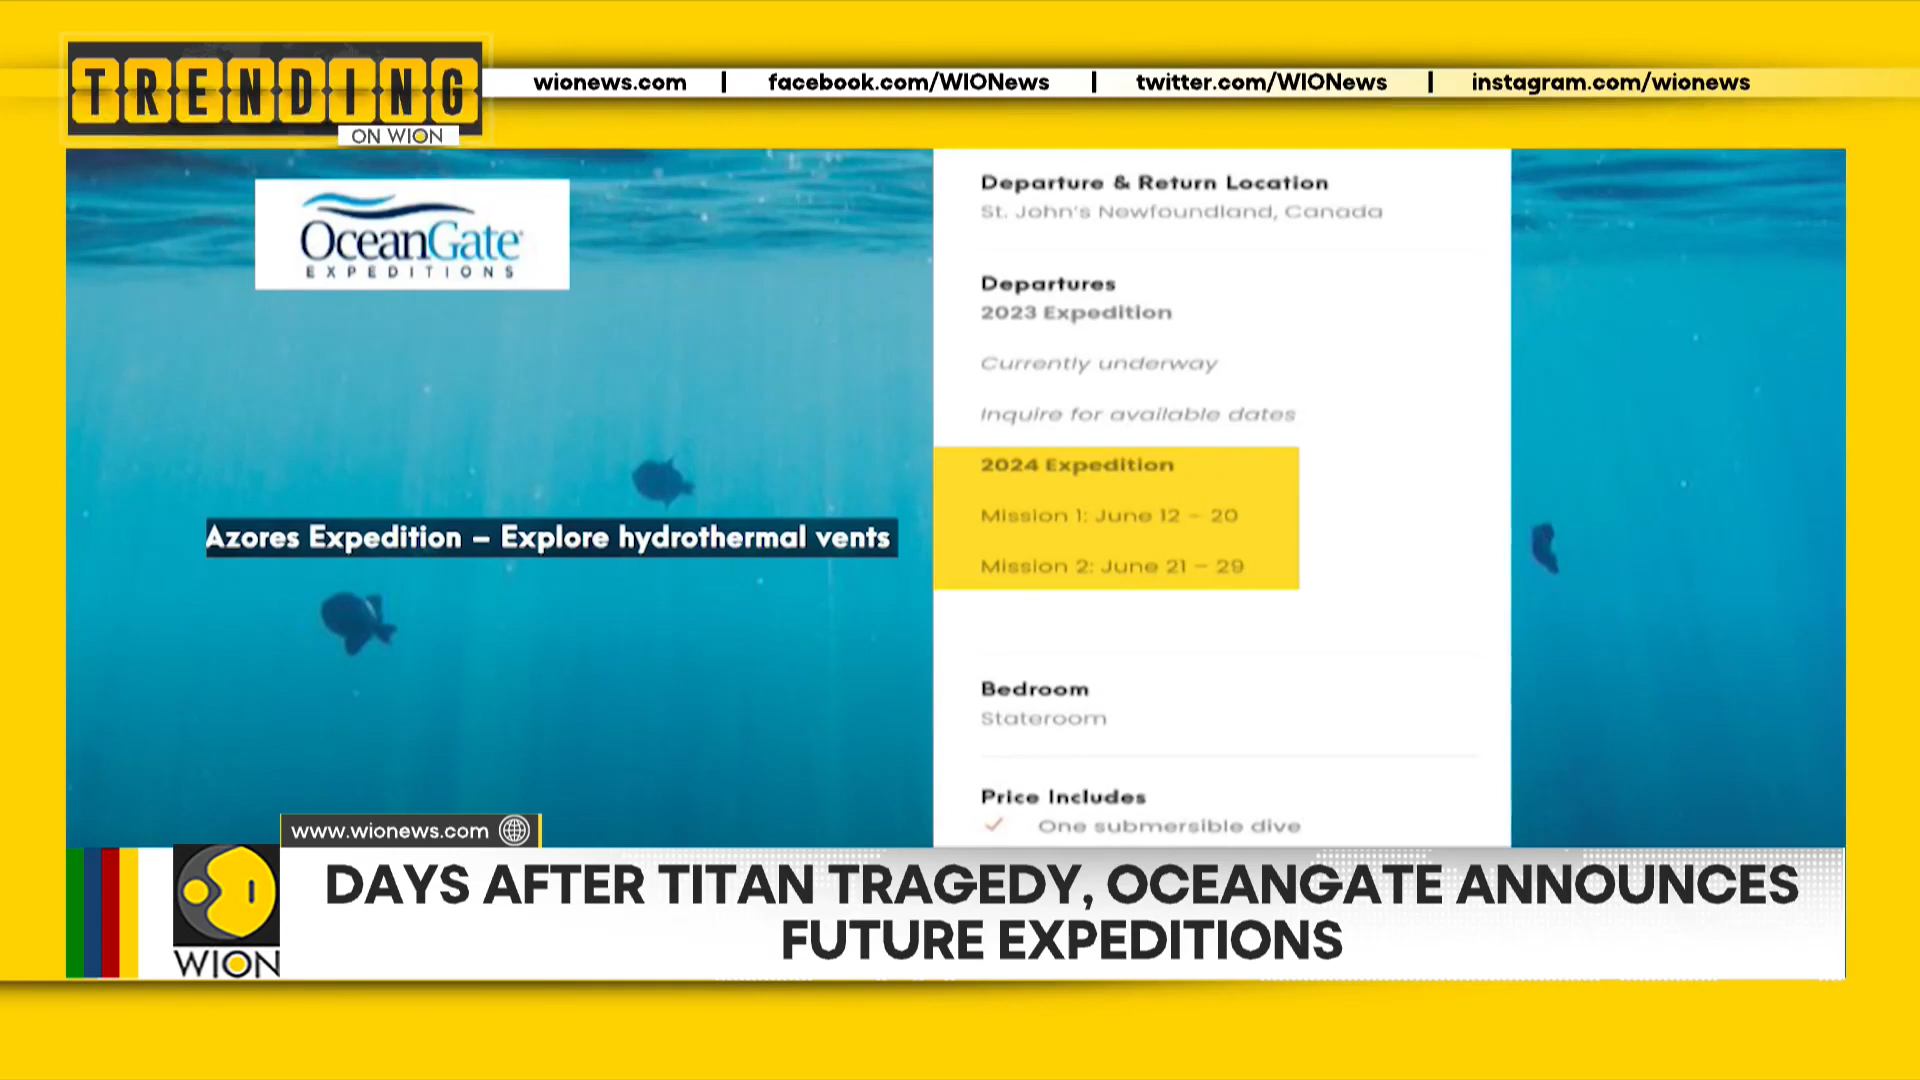 TRENDING
ON WION
wionews.com | facebook.com/WIONews | twitter.com/WIONews | instagram.com/wionews
OceanGate
EXPEDITIONS
Azores Expedition – Explore hydrothermal vents
Departure & Return Location
St. John's Newfoundland, Canada
Departures
2023 Expedition
Currently underway
Inquire for available dates
2024 Expedition
Mission 1: June 12 – 20
Mission 2: June 21 – 29
Bedroom
Stateroom
Price Includes
One submersible dive
www.wionews.com
WION
DAYS AFTER TITAN TRAGEDY, OCEANGATE ANNOUNCES
FUTURE EXPEDITIONS